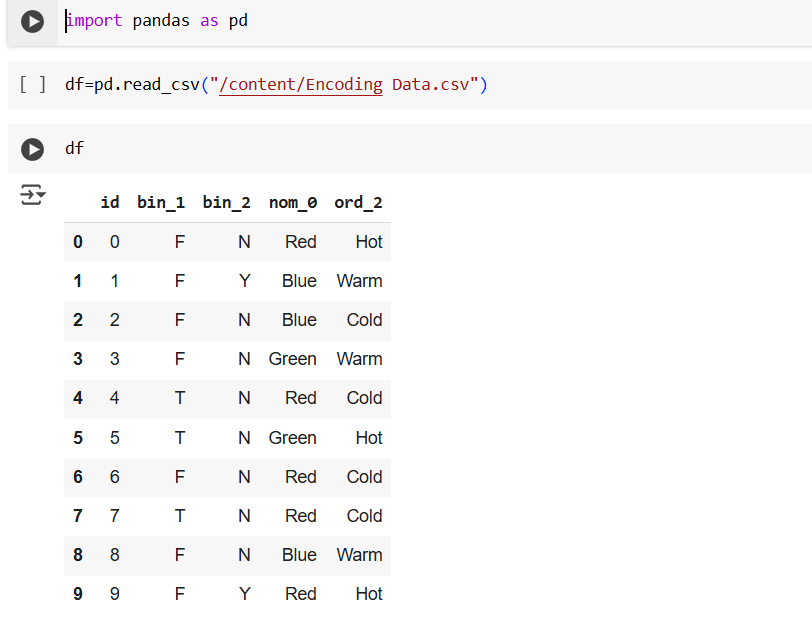 import pandas as pd
[ ] df=pd.read_csv("/content/Encoding Data.csv")
df
id bin_1 bin_2 nom_0 ord_2
0 0 F N Red Hot
1 1 F Y Blue Warm
2 2 F N Blue Cold
3 3 F N Green Warm
4 4 T N Red Cold
5 5 T N Green Hot
6 6 F N Red Cold
7 7 T N Red Cold
8 8 F N Blue Warm
9 9 F Y Red Hot